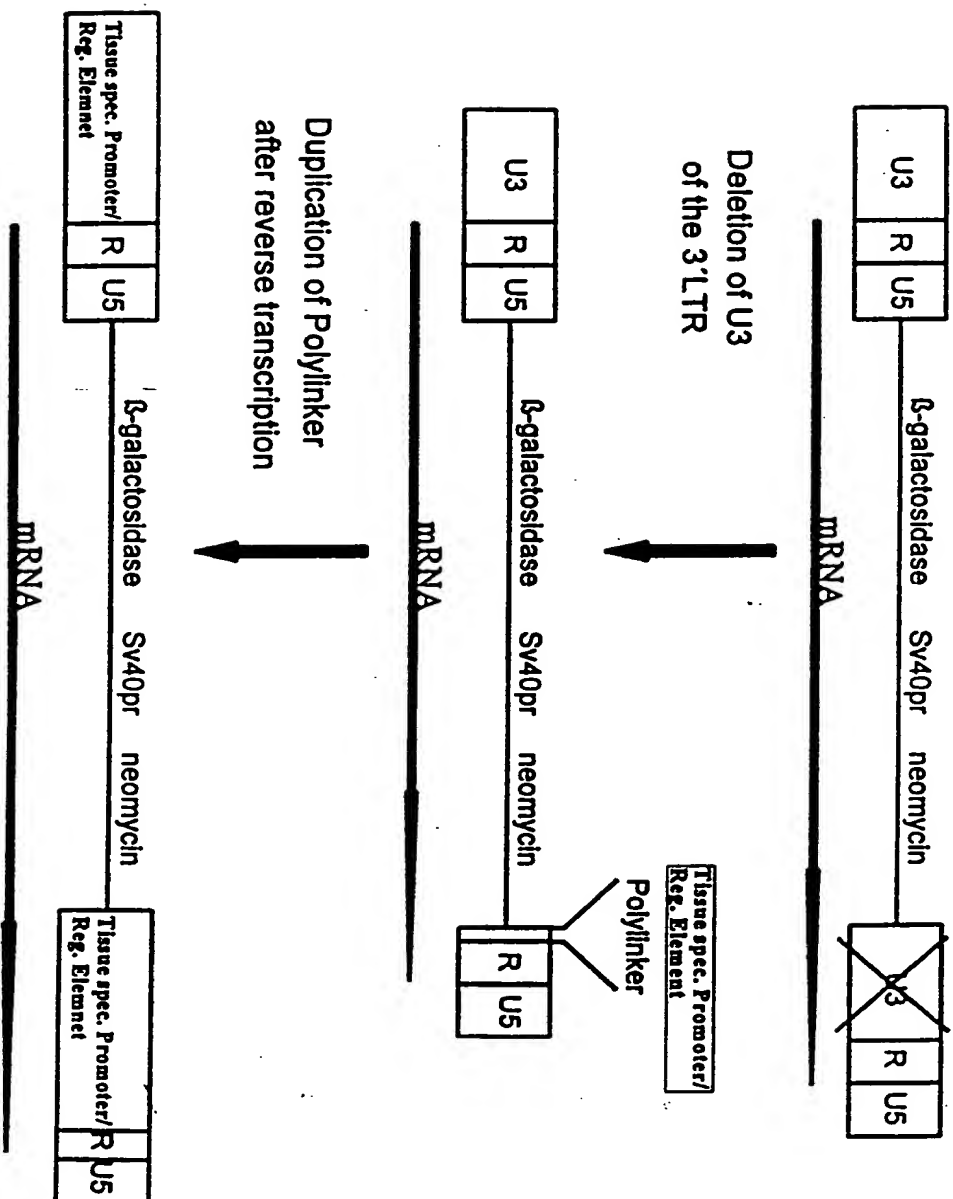 U3 R U5 ß-galactosidase Sv40pr neomycin U3 R U5
mRNA
Deletion of U3
of the 3'LTR
Tissue spec. Promoter/
Reg. Element
Polylinker
U3 R U5 ß-galactosidase Sv40pr neomycin R U5
mRNA
Duplication of Polylinker
after reverse transcription
Tissue spec. Promoter/
Reg. Elemnet
R U5 ß-galactosidase Sv40pr neomycin
Tissue spec. Promoter/
Reg. Elemnet
R U5
mRNA